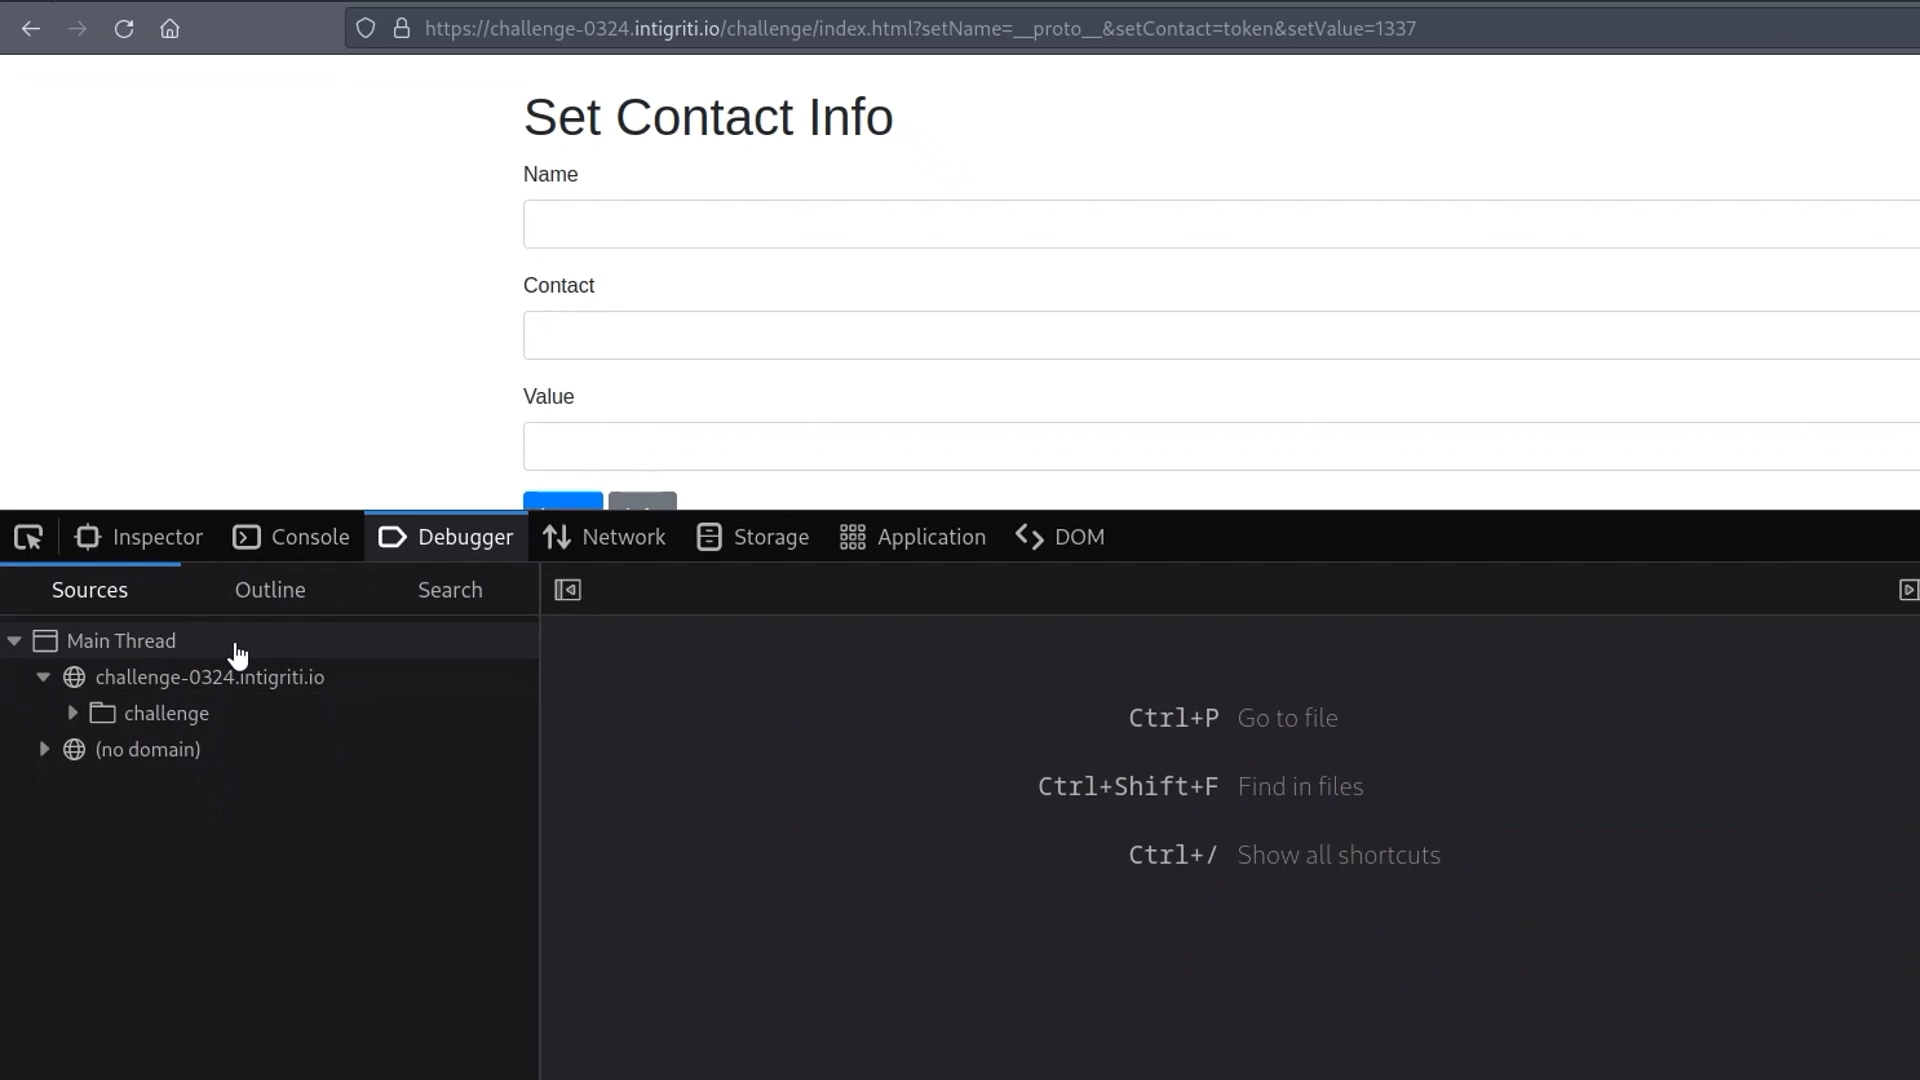 https://challenge-0324.intigriti.io/challenge/index.html?setName=__proto__&setContact=token&setValue=1337
Set Contact Info
Name
Contact
Value
Inspector Console Debugger Network Storage Application DOM
Sources Outline Search
Main Thread
challenge-0324.intigriti.io
challenge
(no domain)
Ctrl+P Go to file
Ctrl+Shift+F Find in files
Ctrl+/ Show all shortcuts